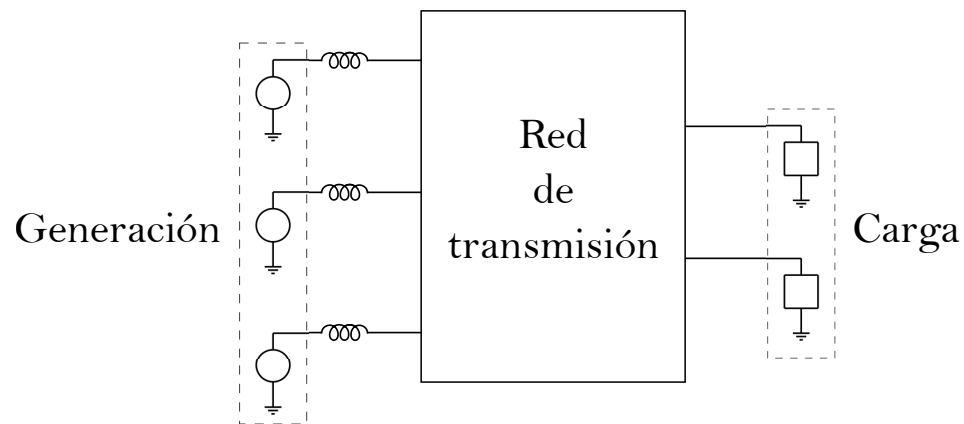 Generación
Red
de
transmisión
Carga